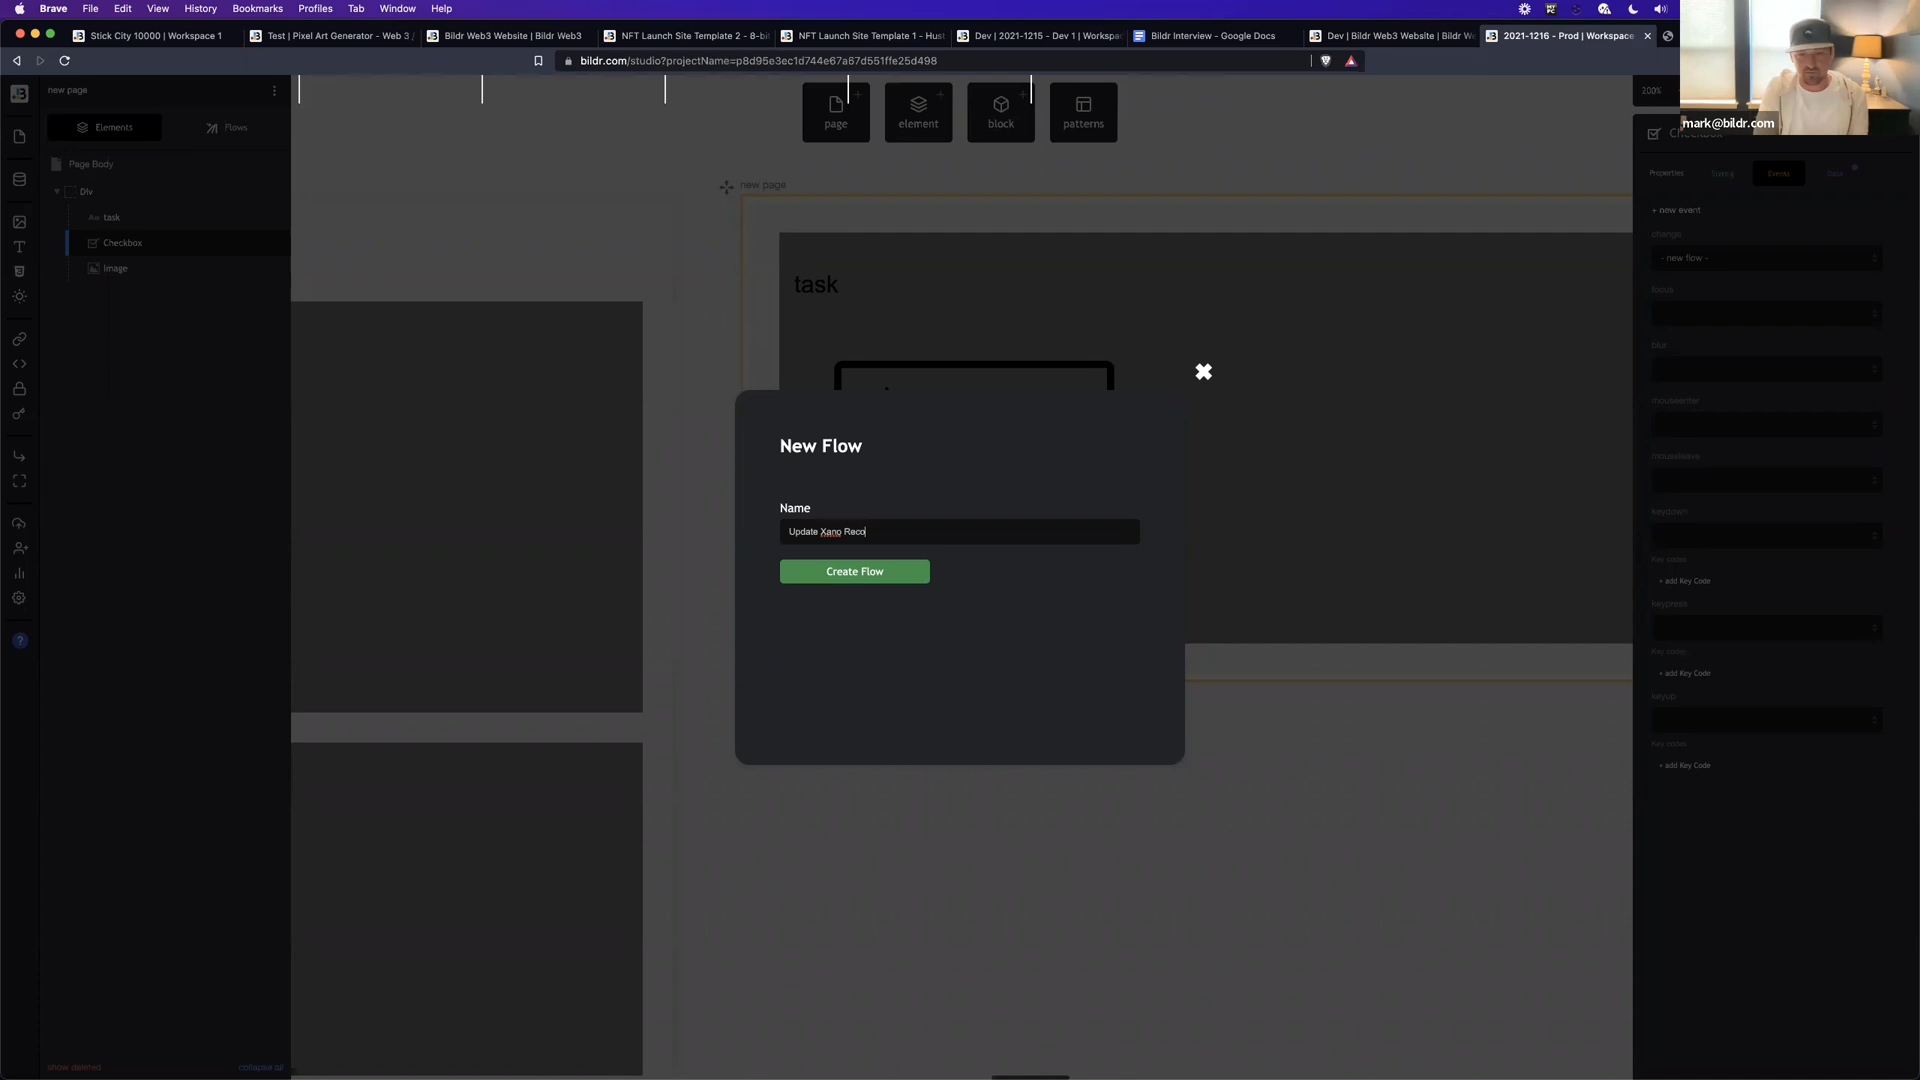 Brave File Edit View History Bookmarks Profiles Tab Window Help
Stick City 10000 | Workspace 1
Test | Pixel Art Generator - Web 3 /
Bildr Web3 Website | Bildr Web3
NFT Launch Site Template 2 - 8-bi
NFT Launch Site Template 1 - Hust
Dev | 2021-1215 - Dev 1 | Workspa
Bildr Interview - Google Docs
Dev | Bildr Web3 Website | Bildr We
2021-1216 - Prod | Workspace
bildr.com/studio?projectName=p8d95e3ec1d744e67a67d551ffe25d498
mark@bildr.com
new page
Elements Flows
Page Body
Div
task
Checkbox
Image
show deleted collapse all
page element block patterns
200%
new page
task
New Flow
Name
Update Xano Reco
Create Flow
Checkbox
Properties Styling Events Data
+ new event
change
- new flow -
focus
blur
mouseenter
mouseleave
keydown
Key codes
+ add Key Code
keypress
Key codes
+ add Key Code
keyup
Key codes
+ add Key Code